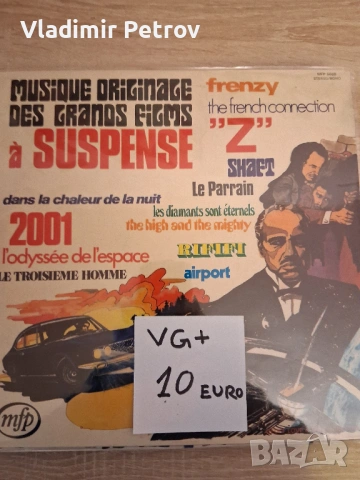 Vladimir Petrov
MUSIQUE ORIGINALE
DES GRANDS FILMS
à SUSPENSE
frenzy
the french connection
"Z"
SHAFT
Le Parrain
dans la chaleur de la nuit
les diamants sont éternels
2001
the high and the mighty
l'odyssée de l'espace
RIFIFI
LE TROISIEME HOMME
airport
VG+
10 EURO
mfp
BAZAR
bg